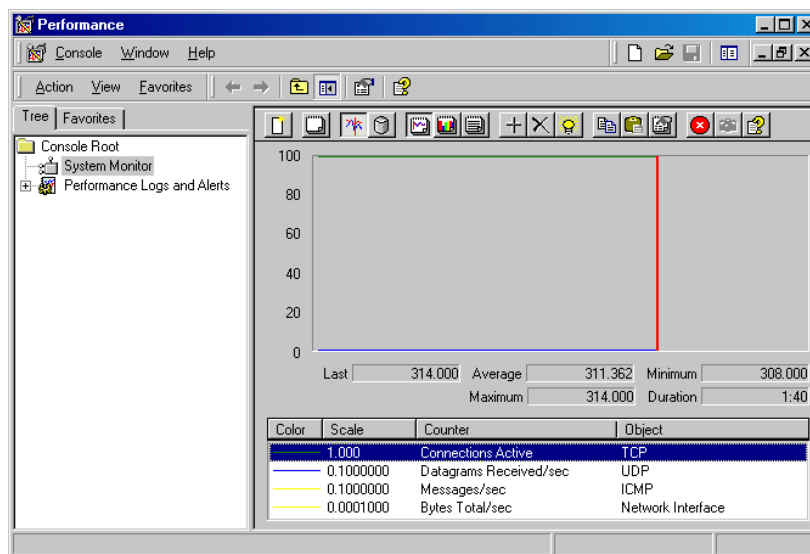 Performance
Console Window Help
Action View Favorites
Tree Favorites
Console Root
System Monitor
Performance Logs and Alerts
100
80
60
40
20
0
Last 314.000 Average 311.362 Minimum 308.000
Maximum 314.000 Duration 1:40
Color Scale Counter Object
1.000 Connections Active TCP
0.1000000 Datagrams Received/sec UDP
0.1000000 Messages/sec ICMP
0.0001000 Bytes Total/sec Network Interface